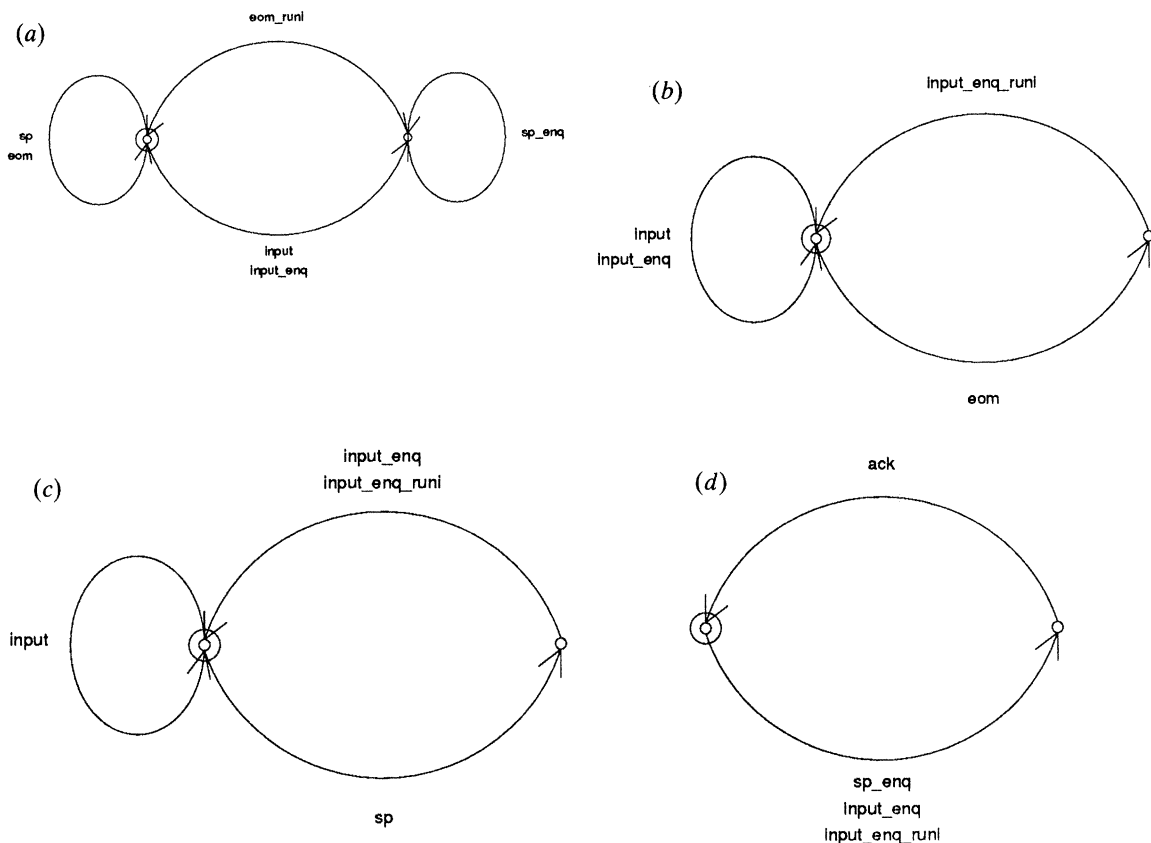 (a)
eom_runi
sp
eom
sp_enq
input
input_enq
(b)
input_enq_runi
input
input_enq
eom
(c)
input_enq
input_enq_runi
input
sp
(d)
ack
sp_enq
input_enq
input_enq_runi